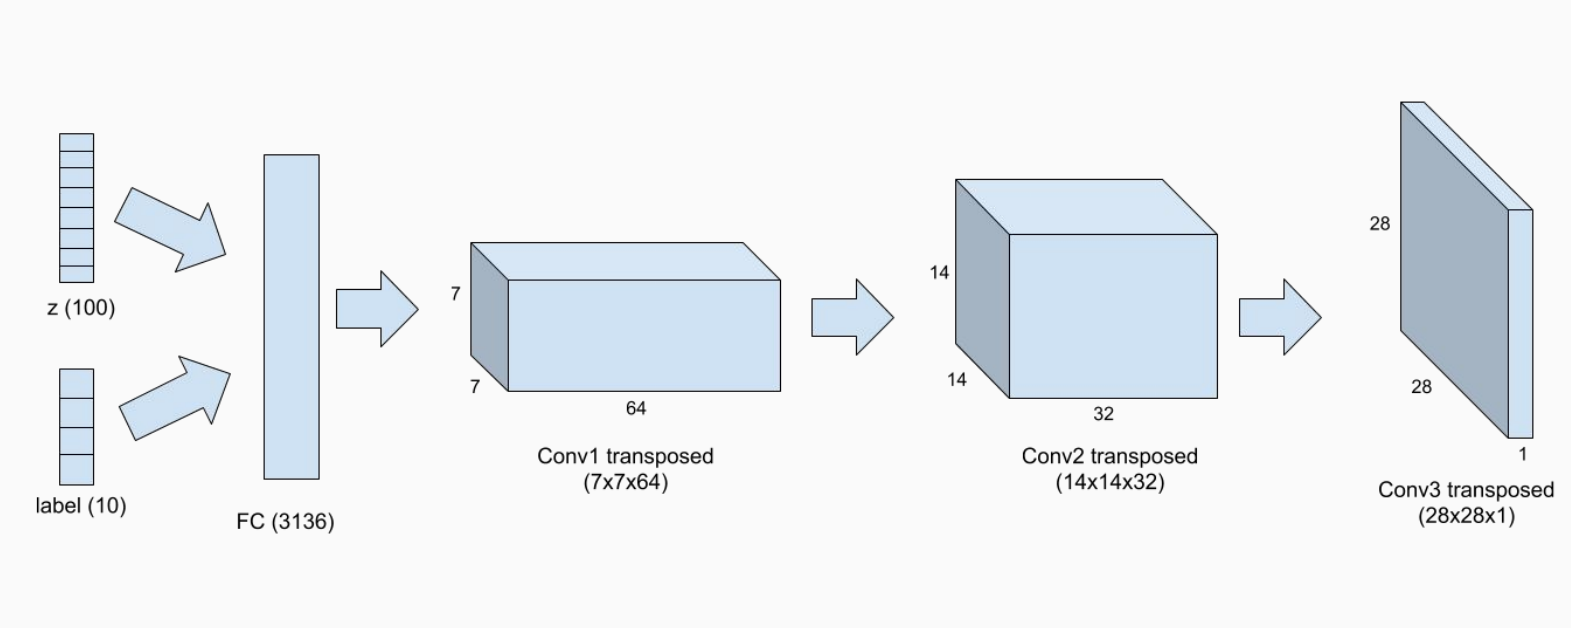 z (100)
label (10)
FC (3136)
7
7
64
Conv1 transposed
(7x7x64)
14
14
32
Conv2 transposed
(14x14x32)
28
28
1
Conv3 transposed
(28x28x1)